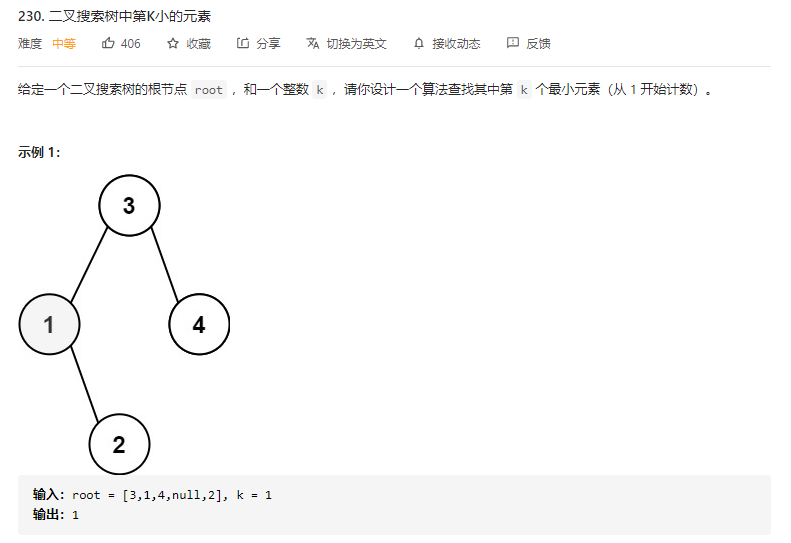 230. 二叉搜索树中第K小的元素
难度 中等 406 收藏 分享 切换为英文 接收动态 反馈
给定一个二叉搜索树的根节点 root ，和一个整数 k ，请你设计一个算法查找其中第 k 个最小元素（从 1 开始计数）。
示例 1：
3
1
4
2
输入：root = [3,1,4,null,2], k = 1
输出：1